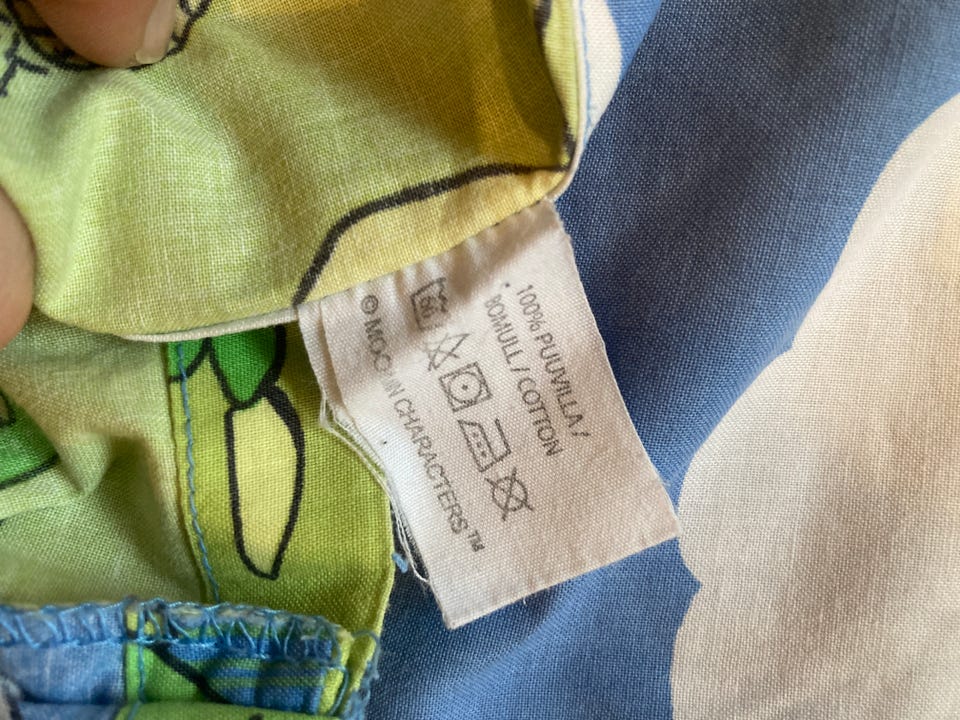 100% PUUVILLA/
BOMULL/COTTON
60
© MOOMIN CHARACTERS™